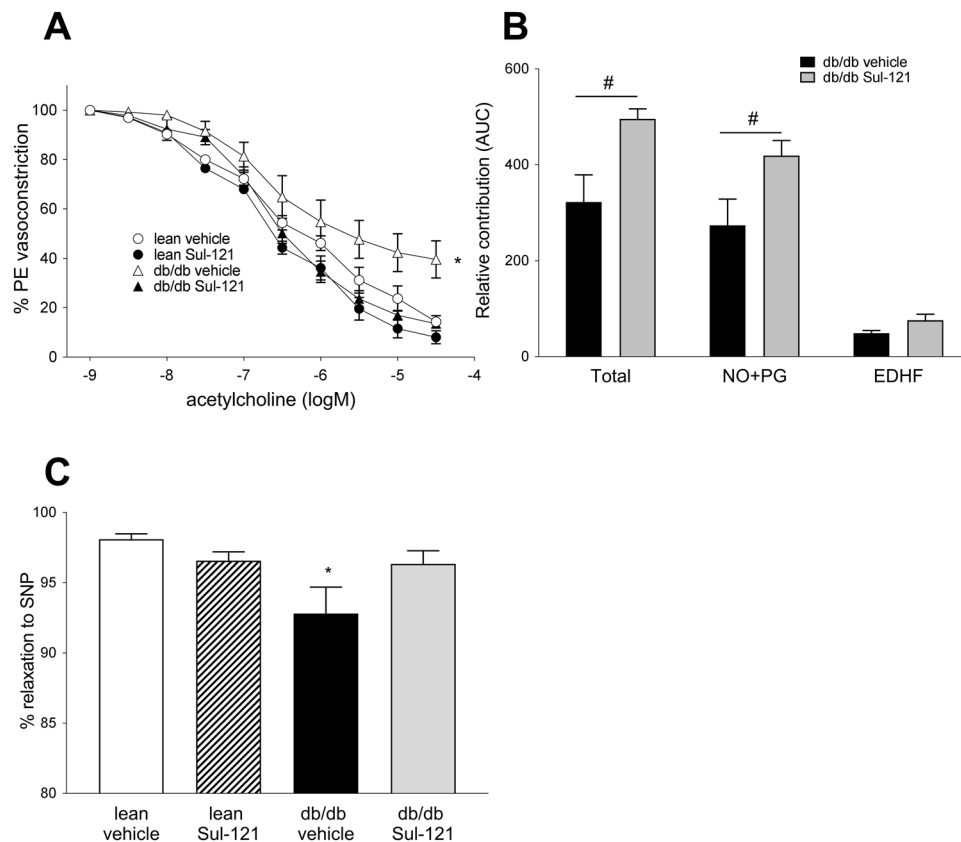 A
% PE vasoconstriction
100
80
60
40
20
0
lean vehicle
lean Sul-121
db/db vehicle
db/db Sul-121
*
-9
-8
-7
-6
-5
-4
acetylcholine (logM)
B
db/db vehicle
db/db Sul-121
Relative contribution (AUC)
600
400
200
0
#
#
Total
NO+PG
EDHF
C
% relaxation to SNP
100
95
90
85
80
*
lean
vehicle
lean
Sul-121
db/db
vehicle
db/db
Sul-121